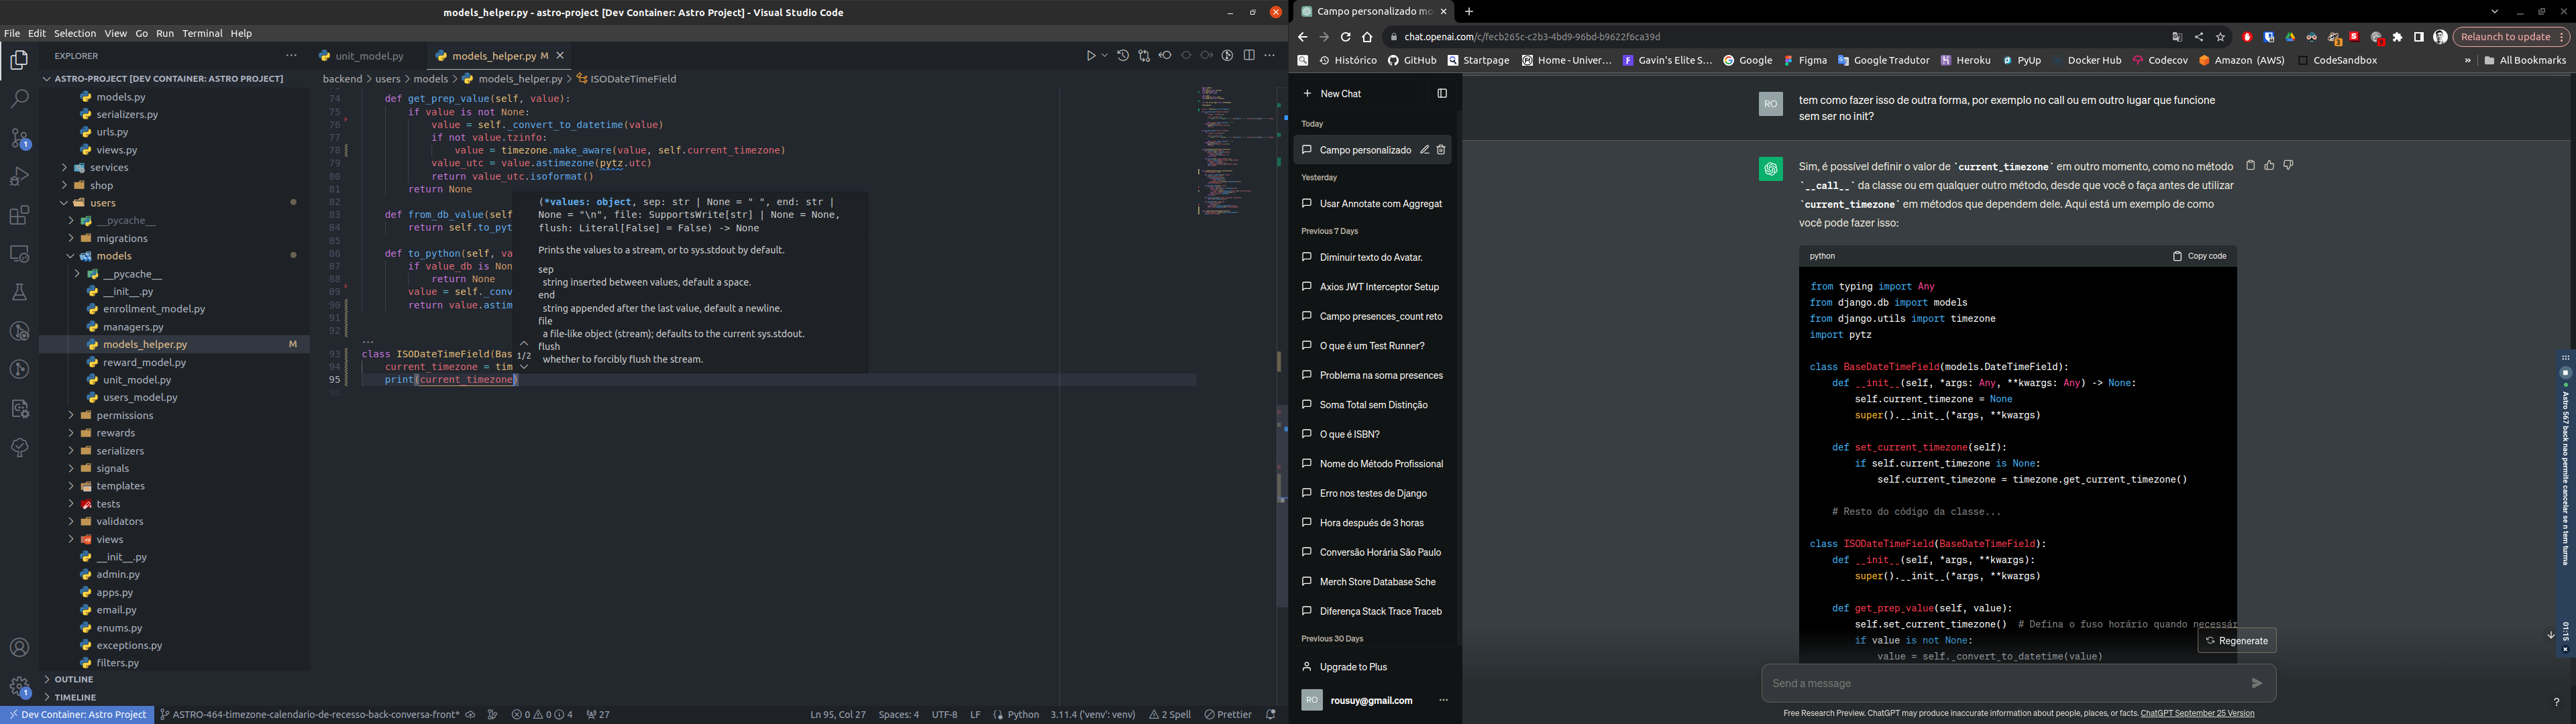 models_helper.py - astro-project [Dev Container: Astro Project] - Visual Studio Code
File Edit Selection View Go Run Terminal Help
EXPLORER
ASTRO-PROJECT [DEV CONTAINER: ASTRO PROJECT]
models.py
serializers.py
urls.py
views.py
services
shop
users
__pycache__
migrations
models
__pycache__
__init__.py
enrollment_model.py
managers.py
models_helper.py M
reward_model.py
unit_model.py
users_model.py
permissions
rewards
serializers
signals
templates
tests
validators
views
__init__.py
admin.py
apps.py
email.py
enums.py
exceptions.py
filters.py
OUTLINE
TIMELINE
unit_model.py
models_helper.py M
backend > users > models > models_helper.py > ISODateTimeField
74 def get_prep_value(self, value):
75 if value is not None:
76 value = self._convert_to_datetime(value)
77 if not value.tzinfo:
78 value = timezone.make_aware(value, self.current_timezone)
79 value_utc = value.astimezone(pytz.utc)
80 return value_utc.isoformat()
81 return None
82
83 def from_db_value(self
84 return self.to_pyt
85
86 def to_python(self, va
87 if value_db is Non
88 return None
89 value = self._conv
90 return value.astim
91
92
93 class ISODateTimeField(Bas
94 current_timezone = tim
95 print(current_timezone)
96
(*values: object, sep: str | None = " ", end: str |
None = "\n", file: SupportsWrite[str] | None = None,
flush: Literal[False] = False) -> None
Prints the values to a stream, or to sys.stdout by default.
sep
string inserted between values, default a space.
end
string appended after the last value, default a newline.
file
a file-like object (stream); defaults to the current sys.stdout.
flush
whether to forcibly flush the stream.
1/2
1
1
Dev Container: Astro Project ASTRO-464-timezone-calendario-de-recesso-back-conversa-front* 0 0 4 27 Ln 95, Col 27 Spaces: 4 UTF-8 LF Python 3.11.4 ('venv': venv) 2 Spell Prettier
Campo personalizado mo
chat.openai.com/c/fecb265c-c2b3-4bd9-96bd-b9622f6ca39d
Relaunch to update
Histórico GitHub Startpage Home - Univer… Gavin's Elite S… Google Figma Google Tradutor Heroku PyUp Docker Hub Codecov Amazon (AWS) CodeSandbox » All Bookmarks
New Chat
Today
Campo personalizado
Yesterday
Usar Annotate com Aggregat
Previous 7 Days
Diminuir texto do Avatar.
Axios JWT Interceptor Setup
Campo presences_count reto
O que é um Test Runner?
Problema na soma presences
Soma Total sem Distinção
O que é ISBN?
Nome do Método Profissional
Erro nos testes de Django
Hora después de 3 horas
Conversão Horária São Paulo
Merch Store Database Sche
Diferença Stack Trace Traceb
Previous 30 Days
Upgrade to Plus
RO rousuy@gmail.com
RO
tem como fazer isso de outra forma, por exemplo no call ou em outro lugar que funcione
sem ser no init?
Sim, é possível definir o valor de `current_timezone` em outro momento, como no método
`__call__` da classe ou em qualquer outro método, desde que você o faça antes de utilizar
`current_timezone` em métodos que dependem dele. Aqui está um exemplo de como
você pode fazer isso:
python Copy code
from typing import Any
from django.db import models
from django.utils import timezone
import pytz
class BaseDateTimeField(models.DateTimeField):
def __init__(self, *args: Any, **kwargs: Any) -> None:
self.current_timezone = None
super().__init__(*args, **kwargs)
def set_current_timezone(self):
if self.current_timezone is None:
self.current_timezone = timezone.get_current_timezone()
# Resto do código da classe...
class ISODateTimeField(BaseDateTimeField):
def __init__(self, *args, **kwargs):
super().__init__(*args, **kwargs)
def get_prep_value(self, value):
self.set_current_timezone() # Defina o fuso horário quando necessár
if value is not None:
value = self._convert_to_datetime(value)
Regenerate
Send a message
Free Research Preview. ChatGPT may produce inaccurate information about people, places, or facts. ChatGPT September 25 Version
?
Astro 567 back nao permite cancelar se n tem turma
01:15